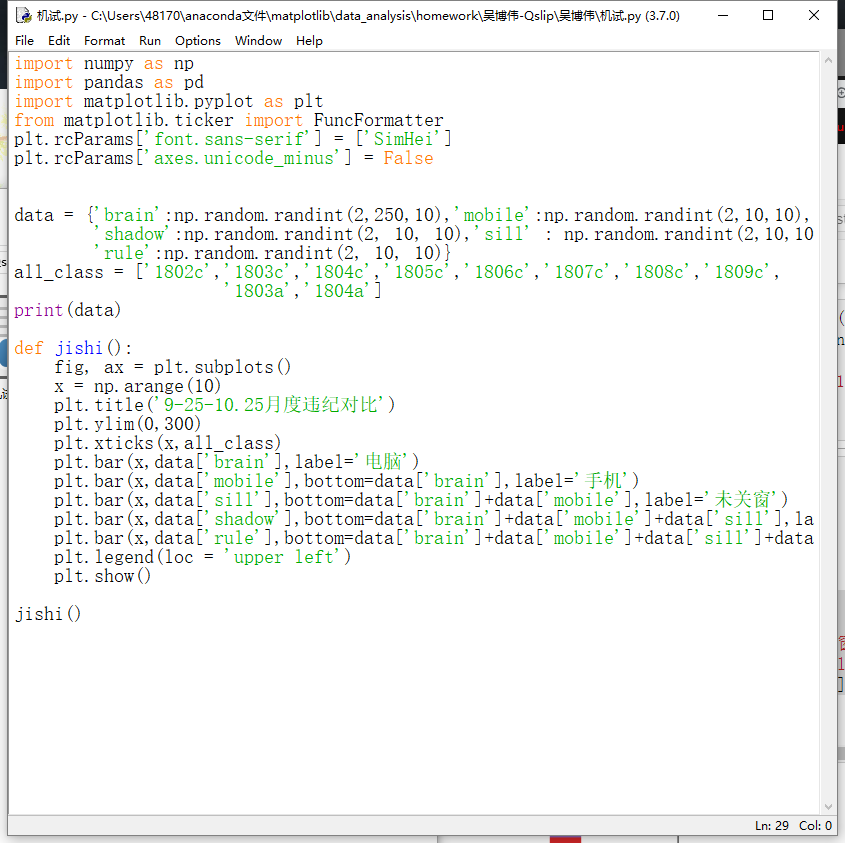 机试.py - C:\Users\48170\anaconda文件\matplotlib\data_analysis\homework\吴博伟-Qslip\吴博伟\机试.py (3.7.0)
File Edit Format Run Options Window Help
import numpy as np
import pandas as pd
import matplotlib.pyplot as plt
from matplotlib.ticker import FuncFormatter
plt.rcParams['font.sans-serif'] = ['SimHei']
plt.rcParams['axes.unicode_minus'] = False
data = {'brain':np.random.randint(2,250,10),'mobile':np.random.randint(2,10,10),
'shadow':np.random.randint(2, 10, 10),'sill' : np.random.randint(2,10,10
'rule':np.random.randint(2, 10, 10)}
all_class = ['1802c','1803c','1804c','1805c','1806c','1807c','1808c','1809c',
'1803a','1804a']
print(data)
def jishi():
fig, ax = plt.subplots()
x = np.arange(10)
plt.title('9-25-10.25月度违纪对比')
plt.ylim(0,300)
plt.xticks(x,all_class)
plt.bar(x,data['brain'],label='电脑')
plt.bar(x,data['mobile'],bottom=data['brain'],label='手机')
plt.bar(x,data['sill'],bottom=data['brain']+data['mobile'],label='未关窗')
plt.bar(x,data['shadow'],bottom=data['brain']+data['mobile']+data['sill'],la
plt.bar(x,data['rule'],bottom=data['brain']+data['mobile']+data['sill']+data
plt.legend(loc = 'upper left')
plt.show()
jishi()
Ln: 29 Col: 0